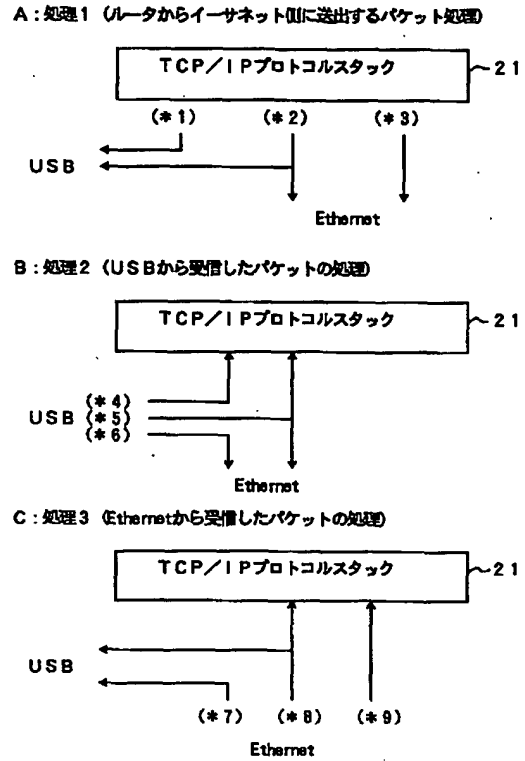 A:処理1(ルータからイーサネット側に送出するパケット処理)
TCP/IPプロトコルスタック
21
(*1) (*2) (*3)
USB
Ethernet
B:処理2(USBから受信したパケットの処理)
TCP/IPプロトコルスタック
21
(*4)
USB (*5)
(*6)
Ethernet
C:処理3(Ethernetから受信したパケットの処理)
TCP/IPプロトコルスタック
21
USB
(*7) (*8) (*9)
Ethernet